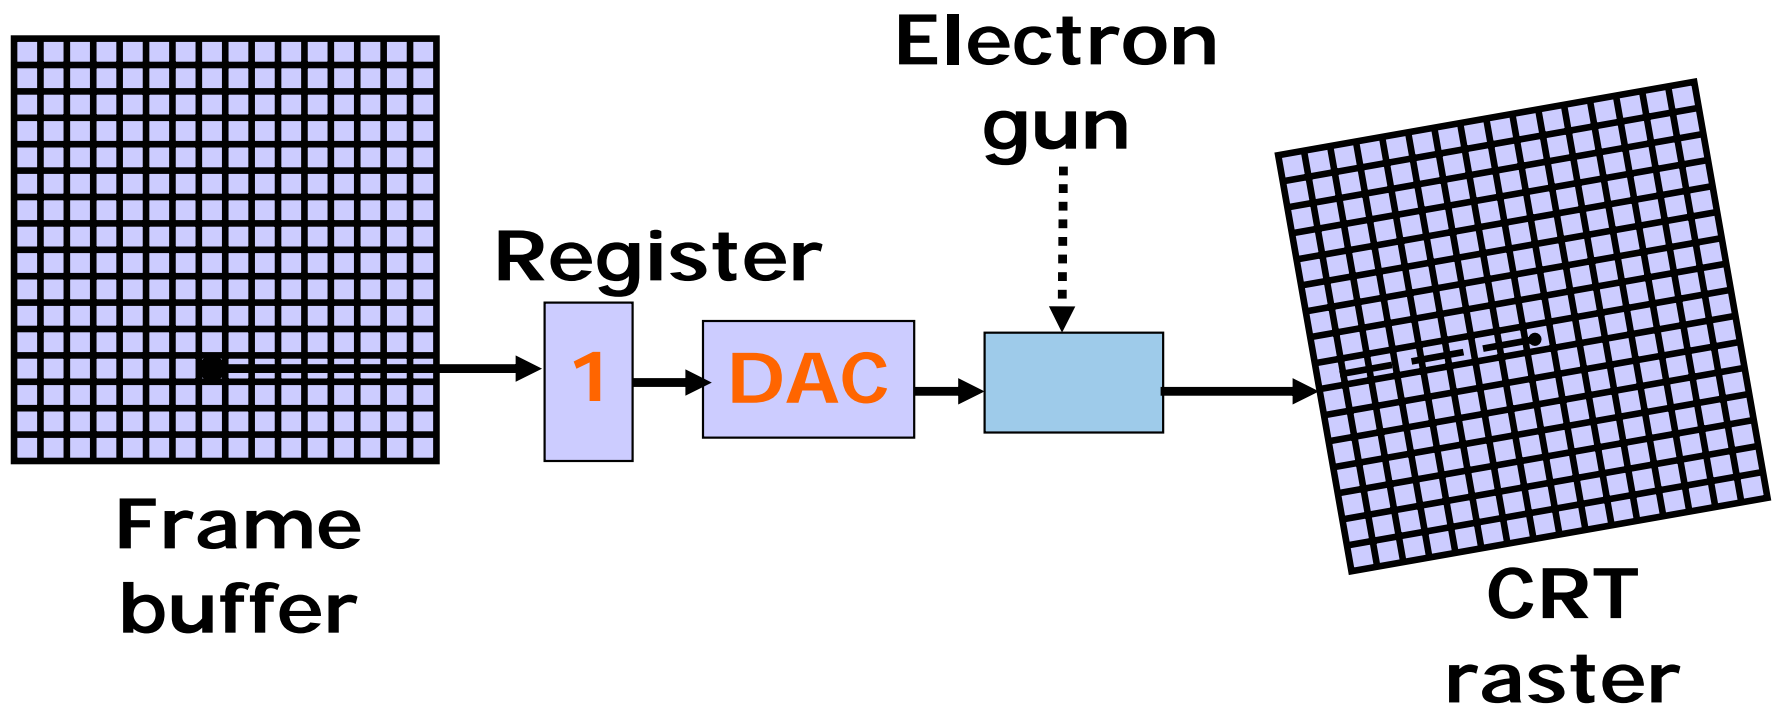 Electron
gun
Register
1
DAC
Frame
buffer
CRT
raster